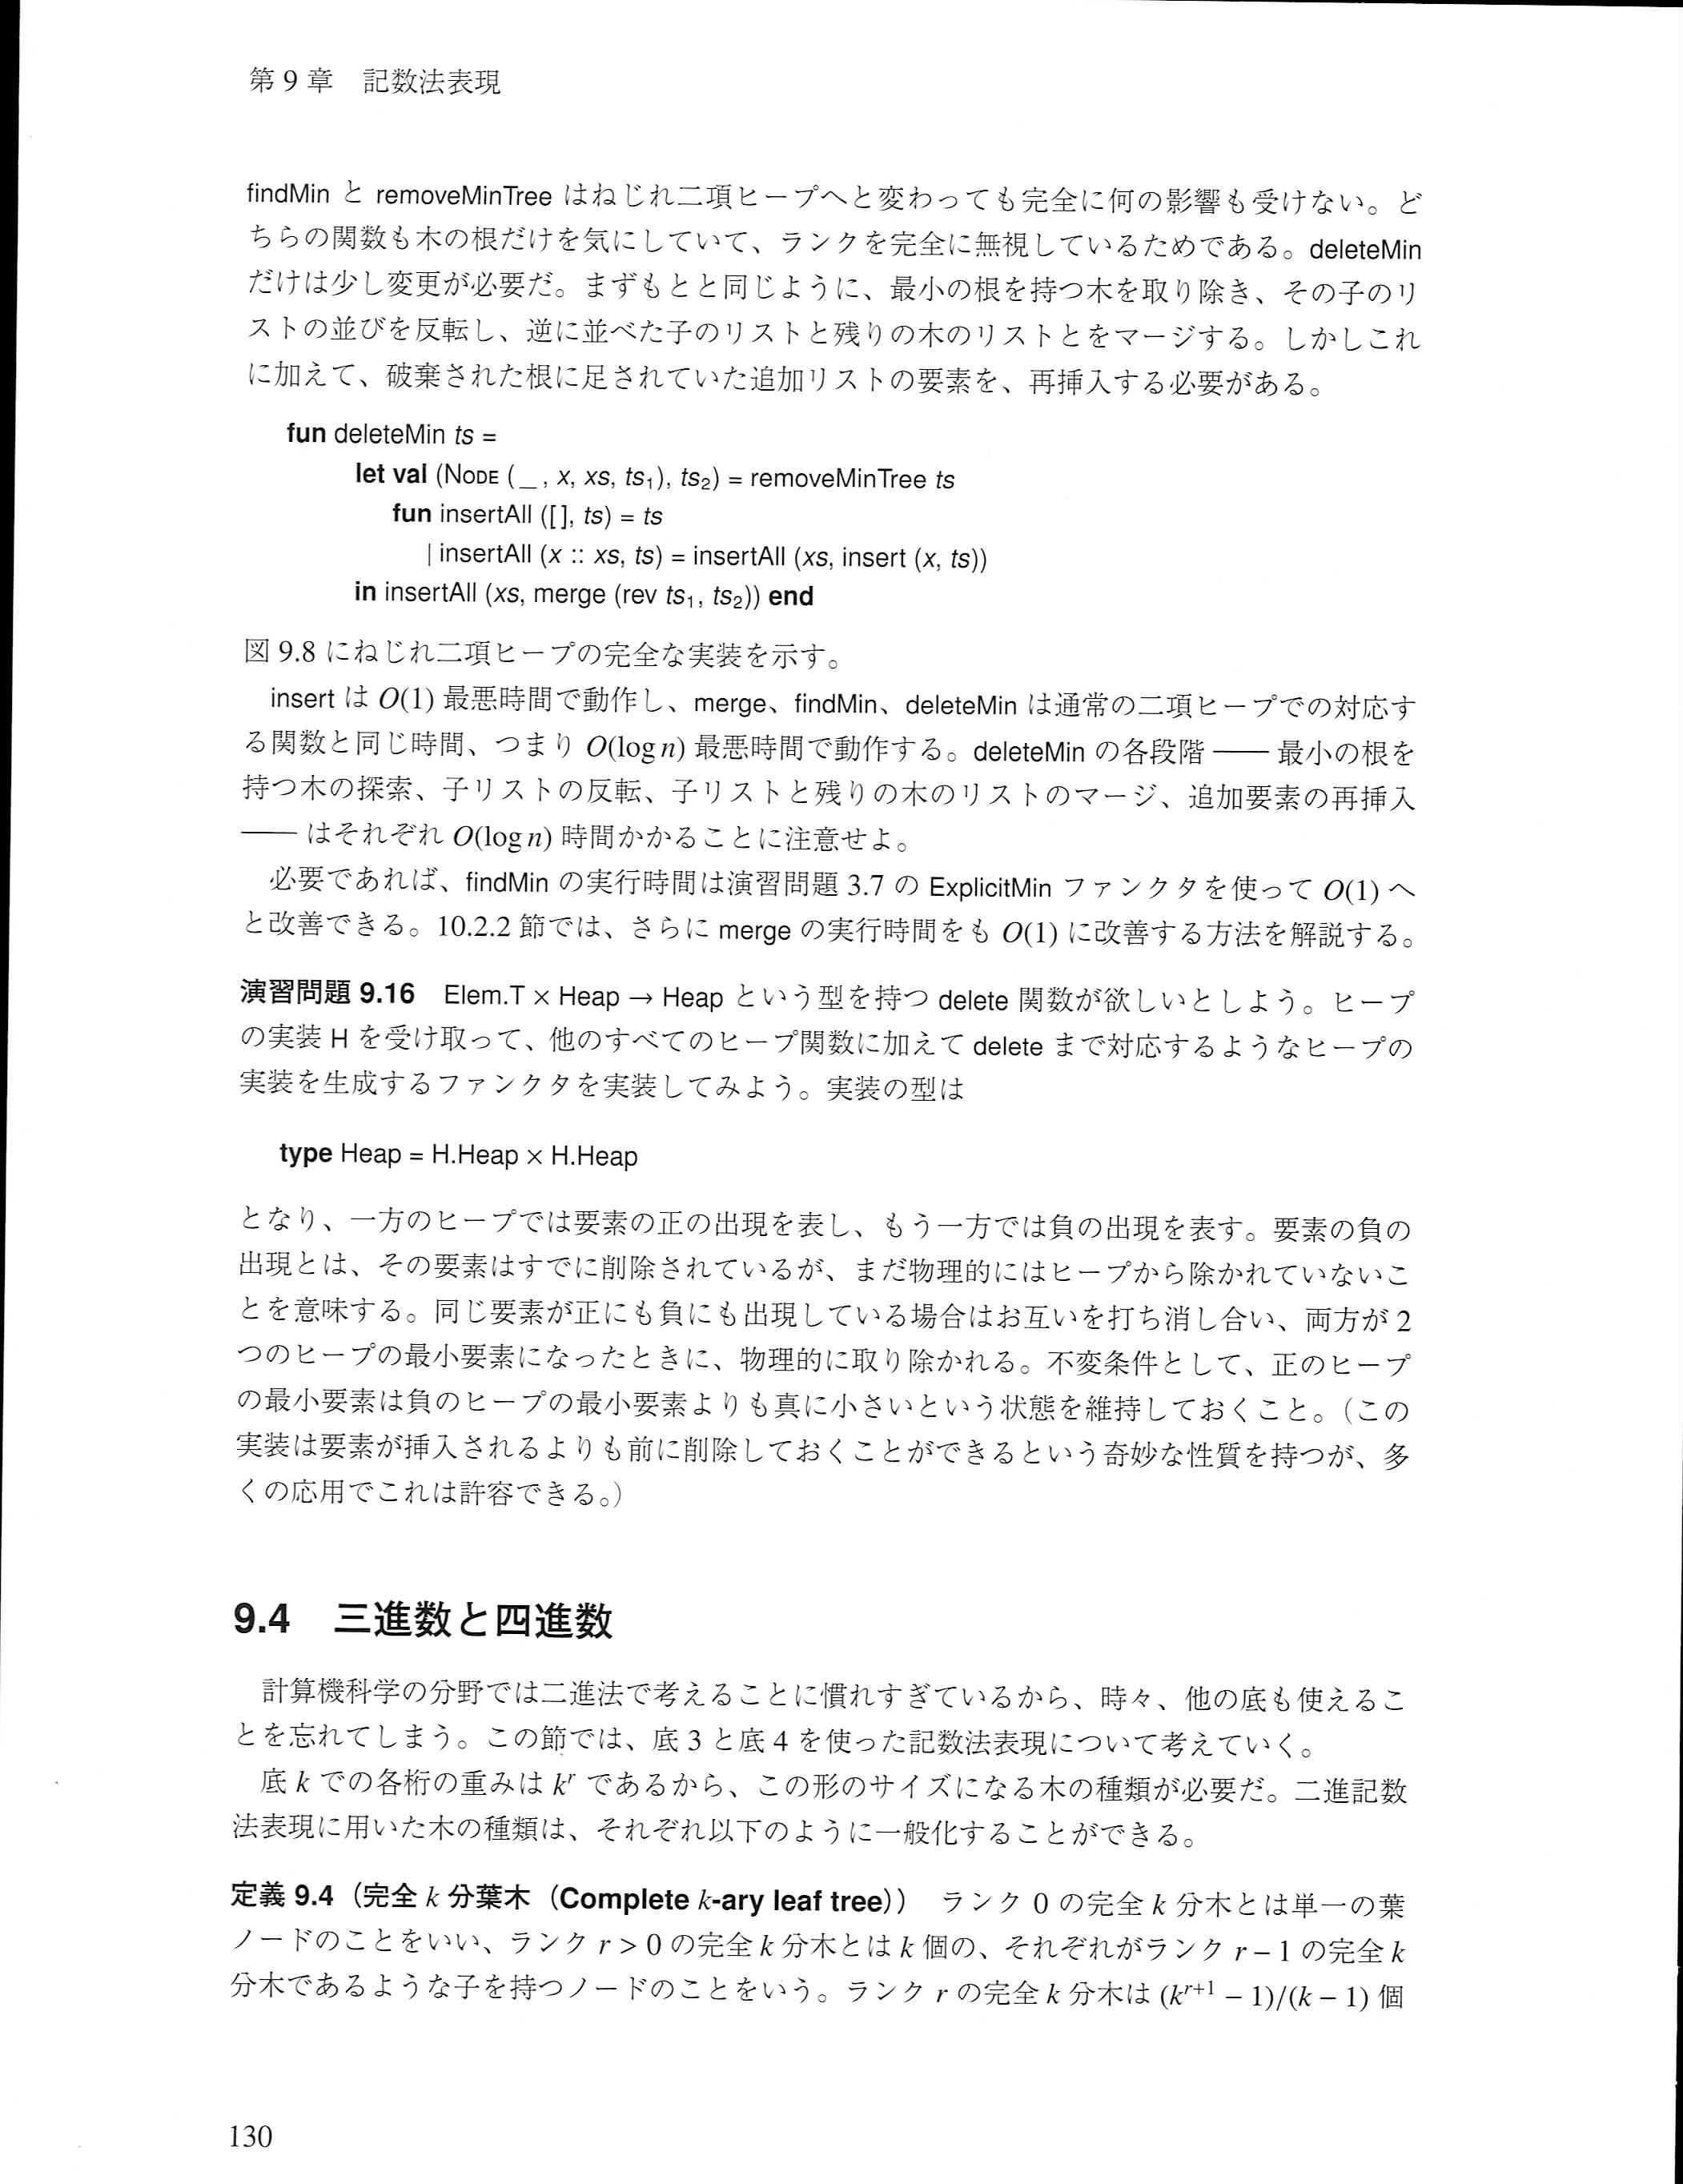 第 9 章　記数法表現
findMin と removeMinTree はねじれ二項ヒープへと変わっても完全に何の影響も受けない。ど
ちらの関数も木の根だけを気にしていて、ランクを完全に無視しているためである。deleteMin
だけは少し変更が必要だ。まずもとと同じように、最小の根を持つ木を取り除き、その子のリ
ストの並びを反転し、逆に並べた子のリストと残りの木のリストとをマージする。しかしこれ
に加えて、破棄された根に足されていた追加リストの要素を、再挿入する必要がある。
fun deleteMin ts =
let val (NODE ( _ , x, xs, ts₁), ts₂) = removeMinTree ts
fun insertAll ([ ], ts) = ts
| insertAll (x :: xs, ts) = insertAll (xs, insert (x, ts))
in insertAll (xs, merge (rev ts₁, ts₂)) end
図 9.8 にねじれ二項ヒープの完全な実装を示す。
insert は O(1) 最悪時間で動作し、merge、findMin、deleteMin は通常の二項ヒープでの対応す
る関数と同じ時間、つまり O(log n) 最悪時間で動作する。deleteMin の各段階 —— 最小の根を
持つ木の探索、子リストの反転、子リストと残りの木のリストのマージ、追加要素の再挿入
—— はそれぞれ O(log n) 時間かかることに注意せよ。
必要であれば、findMin の実行時間は演習問題 3.7 の ExplicitMin ファンクタを使って O(1) へ
と改善できる。10.2.2 節では、さらに merge の実行時間をも O(1) に改善する方法を解説する。
演習問題 9.16　Elem.T × Heap → Heap という型を持つ delete 関数が欲しいとしよう。ヒープ
の実装 H を受け取って、他のすべてのヒープ関数に加えて delete まで対応するようなヒープの
実装を生成するファンクタを実装してみよう。実装の型は
type Heap = H.Heap × H.Heap
となり、一方のヒープでは要素の正の出現を表し、もう一方では負の出現を表す。要素の負の
出現とは、その要素はすでに削除されているが、まだ物理的にはヒープから除かれていないこ
とを意味する。同じ要素が正にも負にも出現している場合はお互いを打ち消し合い、両方が 2
つのヒープの最小要素になったときに、物理的に取り除かれる。不変条件として、正のヒープ
の最小要素は負のヒープの最小要素よりも真に小さいという状態を維持しておくこと。（この
実装は要素が挿入されるよりも前に削除しておくことができるという奇妙な性質を持つが、多
くの応用でこれは許容できる。）
9.4　三進数と四進数
計算機科学の分野では二進法で考えることに慣れすぎているから、時々、他の底も使えるこ
とを忘れてしまう。この節では、底 3 と底 4 を使った記数法表現について考えていく。
底 k での各桁の重みは kʳ であるから、この形のサイズになる木の種類が必要だ。二進記数
法表現に用いた木の種類は、それぞれ以下のように一般化することができる。
定義 9.4（完全 k 分葉木（Complete k-ary leaf tree））　ランク 0 の完全 k 分木とは単一の葉
ノードのことをいい、ランク r > 0 の完全 k 分木とは k 個の、それぞれがランク r − 1 の完全 k
分木であるような子を持つノードのことをいう。ランク r の完全 k 分木は (kʳ⁺¹ − 1)/(k − 1) 個
130